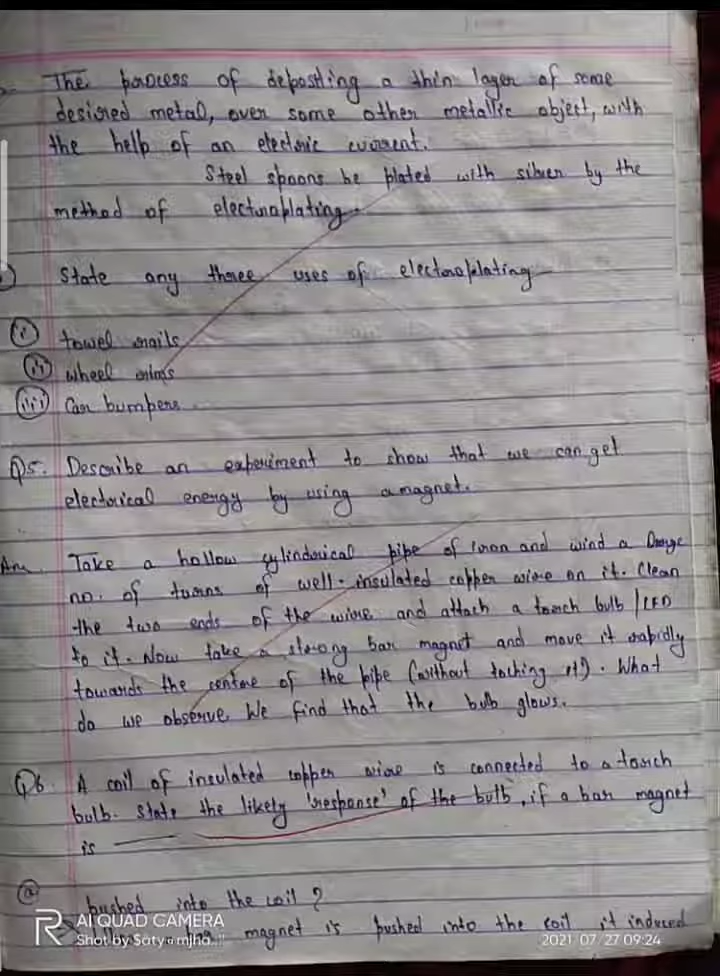 The process of depositing a thin layer of some
desired metal, over some other metallic object, with
the help of an electric current.
Steel spoons be plated with silver by the
method of electroplating.
State any three uses of electroplating
(i) towel rails
(ii) wheel rims
(iii) Car bumpers.
Q5. Describe an experiment to show that we can get
electorical energy by using a magnet.
Ans. Take a hollow cylindorical pipe of iron and wind a large
no. of turns of well-insulated copper wire on it. Clean
the two ends of the wire and attach a torch bulb / LED
to it. Now take a strong bar magnet and move it rapidly
towards the centre of the pipe (without toching it). What
do we observe We find that the bulb glows.
Q6. A coil of insulated copper wire is connected to a torch
bulb. State the likely 'response' of the bulb, if a bar magnet
is
(a) pushed into the coil?
magnet is pushed into the coil it induced
AI QUAD CAMERA
Shot by Satyamjha..!!
2021/07/27 09:24